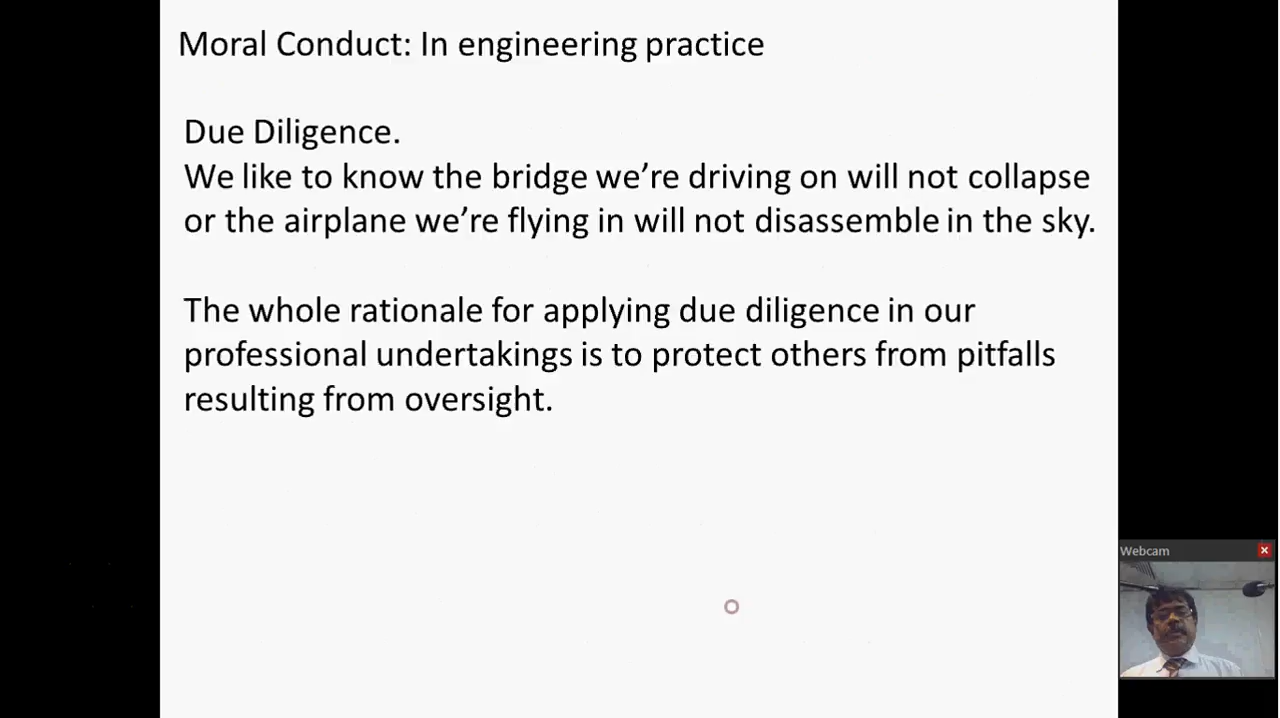 Moral Conduct: In engineering practice
Due Diligence.
We like to know the bridge we’re driving on will not collapse
or the airplane we’re flying in will not disassemble in the sky.
The whole rationale for applying due diligence in our
professional undertakings is to protect others from pitfalls
resulting from oversight.
Webcam